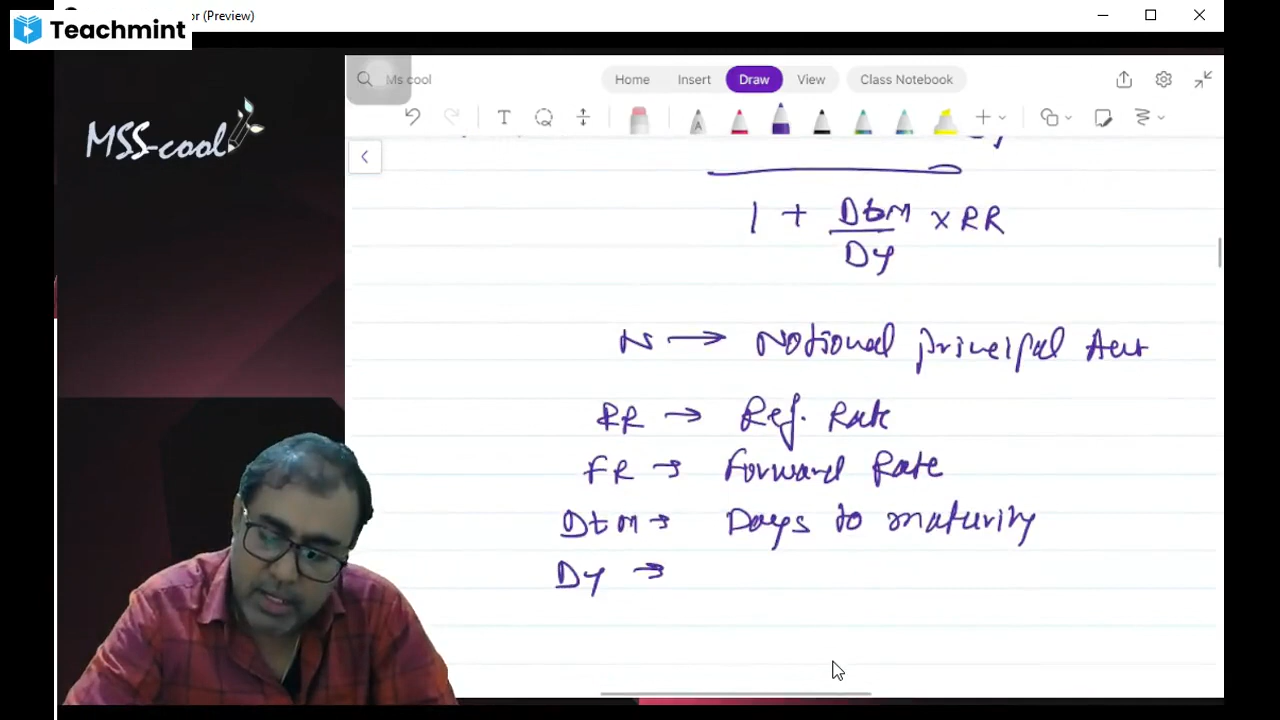 Teachmint
or (Preview)
Ms cool
Home Insert Draw View Class Notebook
MSS-cool
1 + Dtm × RR
Dy
N → Notional principal Amt
RR → Ref. Rate
FR → Forward Rate
DtM → Days to maturity
Dy →